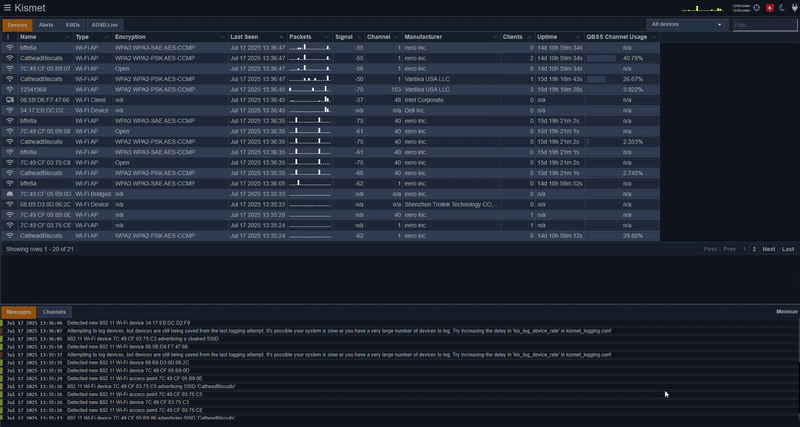 Kismet
Unknown
Unknown
Devices Alerts SSIDs ADSB Live All devices Filter
Name Type Encryption Last Seen Packets Signal Channel Manufacturer Clients Uptime QBSS Channel Usage
bffe8a Wi-Fi AP WPA3 WPA3-SAE AES-CCMP Jul 17 2025 13:36:47 -55 1 eero inc. 0 14d 10h 59m 34s n/a
CatheadBiscuits Wi-Fi AP WPA2 WPA2-PSK AES-CCMP Jul 17 2025 13:36:47 -55 1 eero inc. 2 14d 10h 59m 34s 40.78%
7C:49:CF:05:B9:07 Wi-Fi AP Open Jul 17 2025 13:36:47 -56 1 eero inc. 0 14d 10h 59m 34s n/a
CatheadBiscuits Wi-Fi AP WPA2 WPA2-PSK AES-CCMP Jul 17 2025 13:36:47 -50 1 Vantiva USA LLC 1 15d 19h 18m 43s 26.67%
12341968 Wi-Fi AP WPA2 WPA2-PSK AES-CCMP Jul 17 2025 13:36:45 -70 153 Vantiva USA LLC 3 15d 19h 18m 28s 3.922%
08:5B:D6:F7:47:66 Wi-Fi Client n/a Jul 17 2025 13:36:45 -37 48 Intel Corporate 0 n/a n/a
34:17:EB:DC:D2... Wi-Fi Device n/a Jul 17 2025 13:36:45 n/a n/a Dell Inc. 0 n/a n/a
bffe8a Wi-Fi AP WPA3 WPA3-SAE AES-CCMP Jul 17 2025 13:36:35 -75 40 eero inc. 0 15d 19h 21m 2s n/a
7C:49:CF:05:B9:08 Wi-Fi AP Open Jul 17 2025 13:36:35 -61 40 eero inc. 0 15d 19h 21m 1s n/a
CatheadBiscuits Wi-Fi AP WPA2 WPA2-PSK AES-CCMP Jul 17 2025 13:36:35 -75 40 eero inc. 0 15d 19h 21m 2s 2.353%
bffe8a Wi-Fi AP WPA3 WPA3-SAE AES-CCMP Jul 17 2025 13:36:35 -61 40 eero inc. 0 15d 19h 21m 1s n/a
7C:49:CF:03:75:C8 Wi-Fi AP Open Jul 17 2025 13:36:35 -75 40 eero inc. 0 15d 19h 21m 2s n/a
CatheadBiscuits Wi-Fi AP WPA2 WPA2-PSK AES-CCMP Jul 17 2025 13:36:35 -60 40 eero inc. 0 15d 19h 21m 1s 2.745%
bffe8a Wi-Fi AP WPA3 WPA3-SAE AES-CCMP Jul 17 2025 13:36:05 -62 1 eero inc. 0 14d 10h 58m 52s n/a
7C:49:CF:05:B9:0D Wi-Fi Bridged n/a Jul 17 2025 13:35:33 n/a n/a eero inc. 0 n/a n/a
68:B9:D3:0D:06:2C Wi-Fi Device n/a Jul 17 2025 13:35:33 n/a n/a Shenzhen Trolink Technology CO,... 0 n/a n/a
7C:49:CF:05:B9:0E Wi-Fi AP n/a Jul 17 2025 13:35:28 n/a 40 eero inc. 1 n/a n/a
7C:49:CF:03:75:CE Wi-Fi AP n/a Jul 17 2025 13:35:24 n/a 1 eero inc. 1 n/a n/a
CatheadBiscuits Wi-Fi AP WPA2 WPA2-PSK AES-CCMP Jul 17 2025 13:35:24 -62 1 eero inc. 0 14d 10h 58m 12s 29.80%
Showing rows 1 - 20 of 21 First Prev 1 2 Next Last
Messages Channels Minimize
Jul 17 2025 13:36:46 Detected new 802.11 Wi-Fi device 34:17:EB:DC:D2:F9
Jul 17 2025 13:36:07 Attempting to log devices, but devices are still being saved from the last logging attempt. It's possible your system is slow or you have a very large number of devices to log. Try increasing the delay in 'kis_log_device_rate' in kismet_logging.conf
Jul 17 2025 13:36:05 802.11 Wi-Fi device 7C:49:CF:03:75:C3 advertising a cloaked SSID
Jul 17 2025 13:35:58 Detected new 802.11 Wi-Fi device 08:5B:D6:F7:47:66
Jul 17 2025 13:35:37 Attempting to log devices, but devices are still being saved from the last logging attempt. It's possible your system is slow or you have a very large number of devices to log. Try increasing the delay in 'kis_log_device_rate' in kismet_logging.conf
Jul 17 2025 13:35:35 Detected new 802.11 Wi-Fi device 68:B9:D3:0D:06:2C
Jul 17 2025 13:35:30 Detected new 802.11 Wi-Fi device 7C:49:CF:05:B9:0D
Jul 17 2025 13:35:29 Detected new 802.11 Wi-Fi access point 7C:49:CF:05:B9:0E
Jul 17 2025 13:35:26 802.11 Wi-Fi device 7C:49:CF:03:75:C5 advertising SSID 'CatheadBiscuits'
Jul 17 2025 13:35:26 Detected new 802.11 Wi-Fi access point 7C:49:CF:03:75:C5
Jul 17 2025 13:35:26 Detected new 802.11 Wi-Fi device 7C:49:CF:03:75:C3
Jul 17 2025 13:35:26 Detected new 802.11 Wi-Fi access point 7C:49:CF:03:75:CE
Jul 17 2025 13:35:13 802.11 Wi-Fi device 7C:49:CF:05:B9:06 advertising SSID 'CatheadBiscuits'